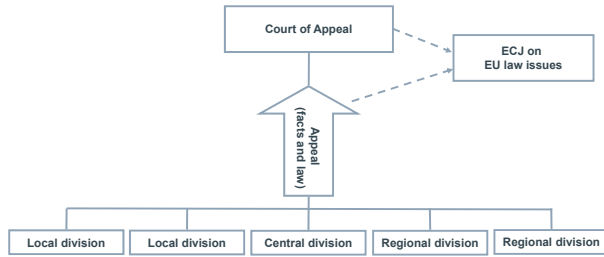 Court of Appeal
ECJ on
EU law issues
Appeal
(facts and law)
Local division
Local division
Central division
Regional division
Regional division